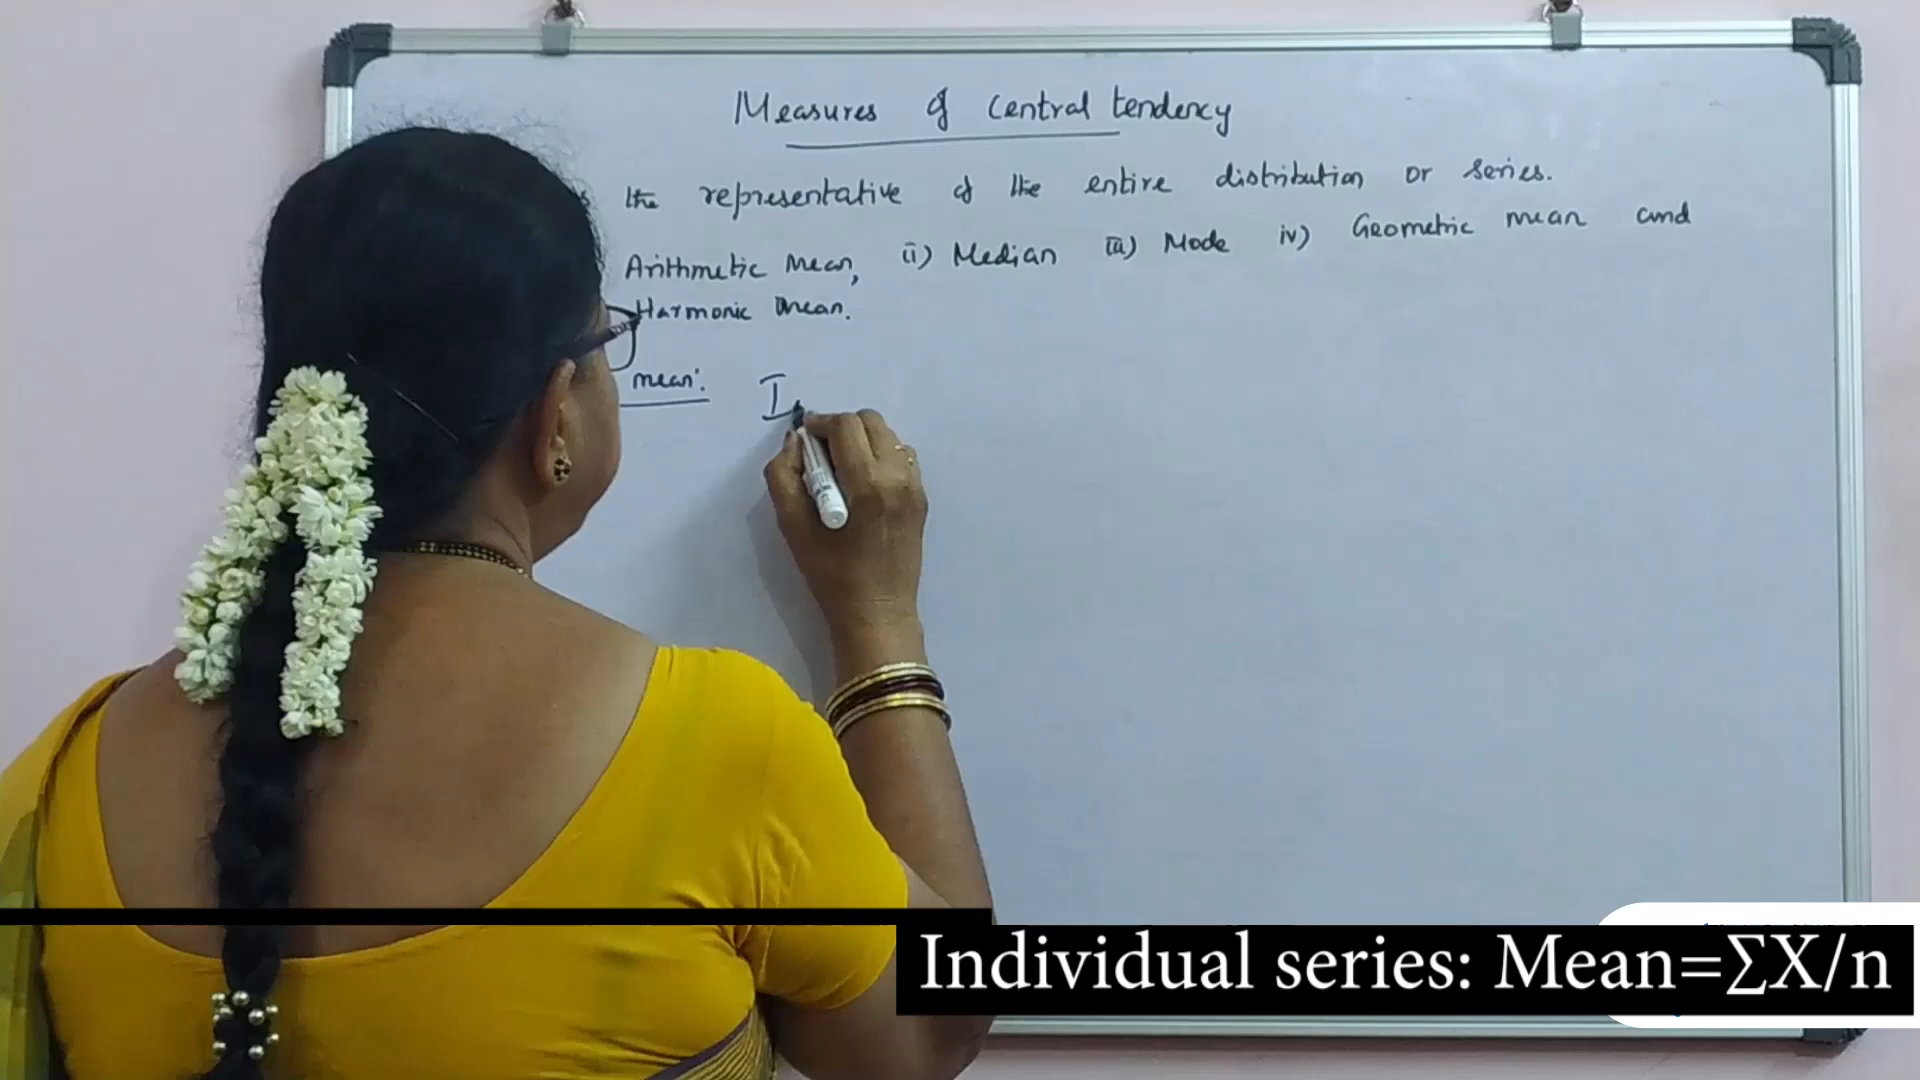 Measures of Central tendency
the representative of the entire distribution or series.
Arithmetic Mean, ii) Median iii) Mode iv) Geometric mean and
Harmonic mean.
mean:
I
Individual series: Mean=∑X/n